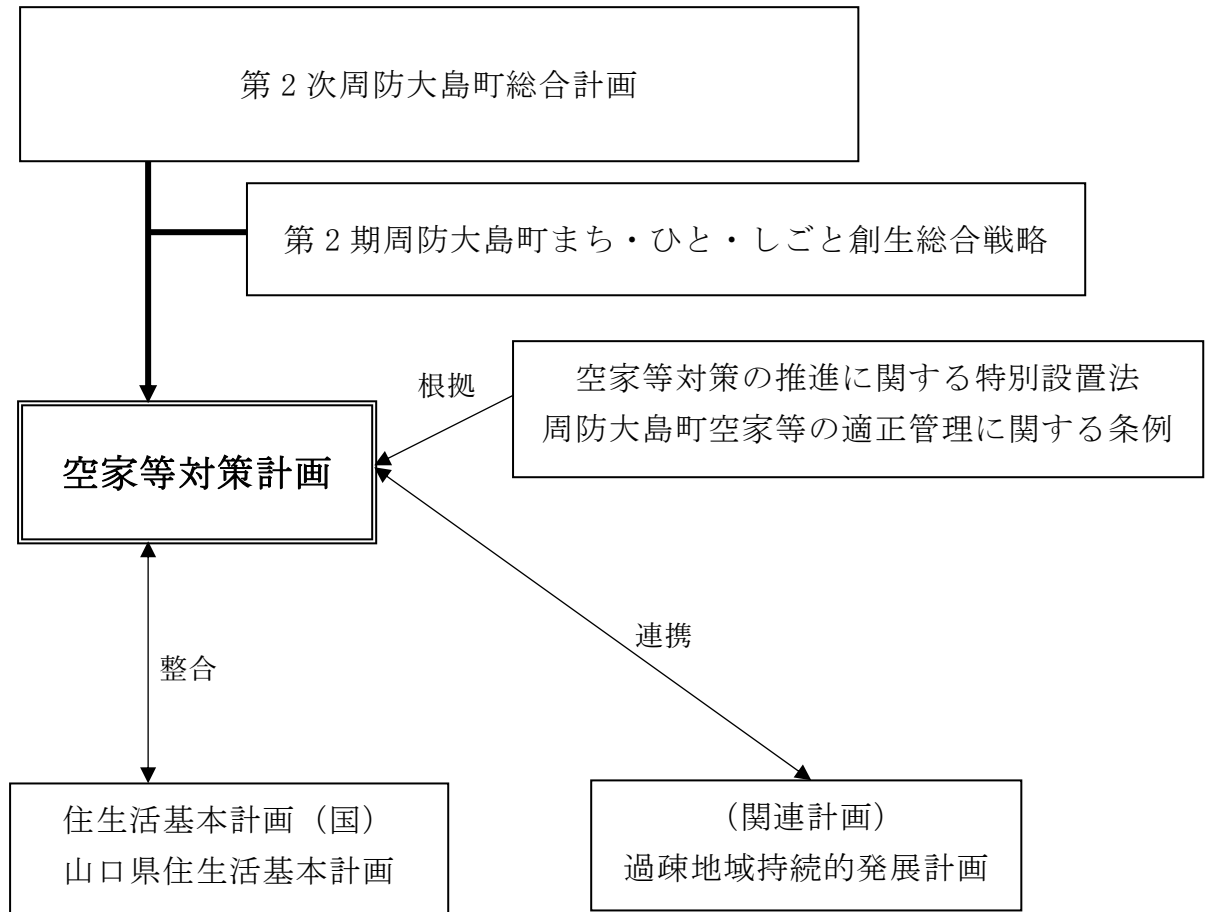 第２次周防大島町総合計画
第２期周防大島町まち・ひと・しごと創生総合戦略
根拠
空家等対策の推進に関する特別設置法
周防大島町空家等の適正管理に関する条例
空家等対策計画
連携
整合
住生活基本計画（国）
山口県住生活基本計画
（関連計画）
過疎地域持続的発展計画